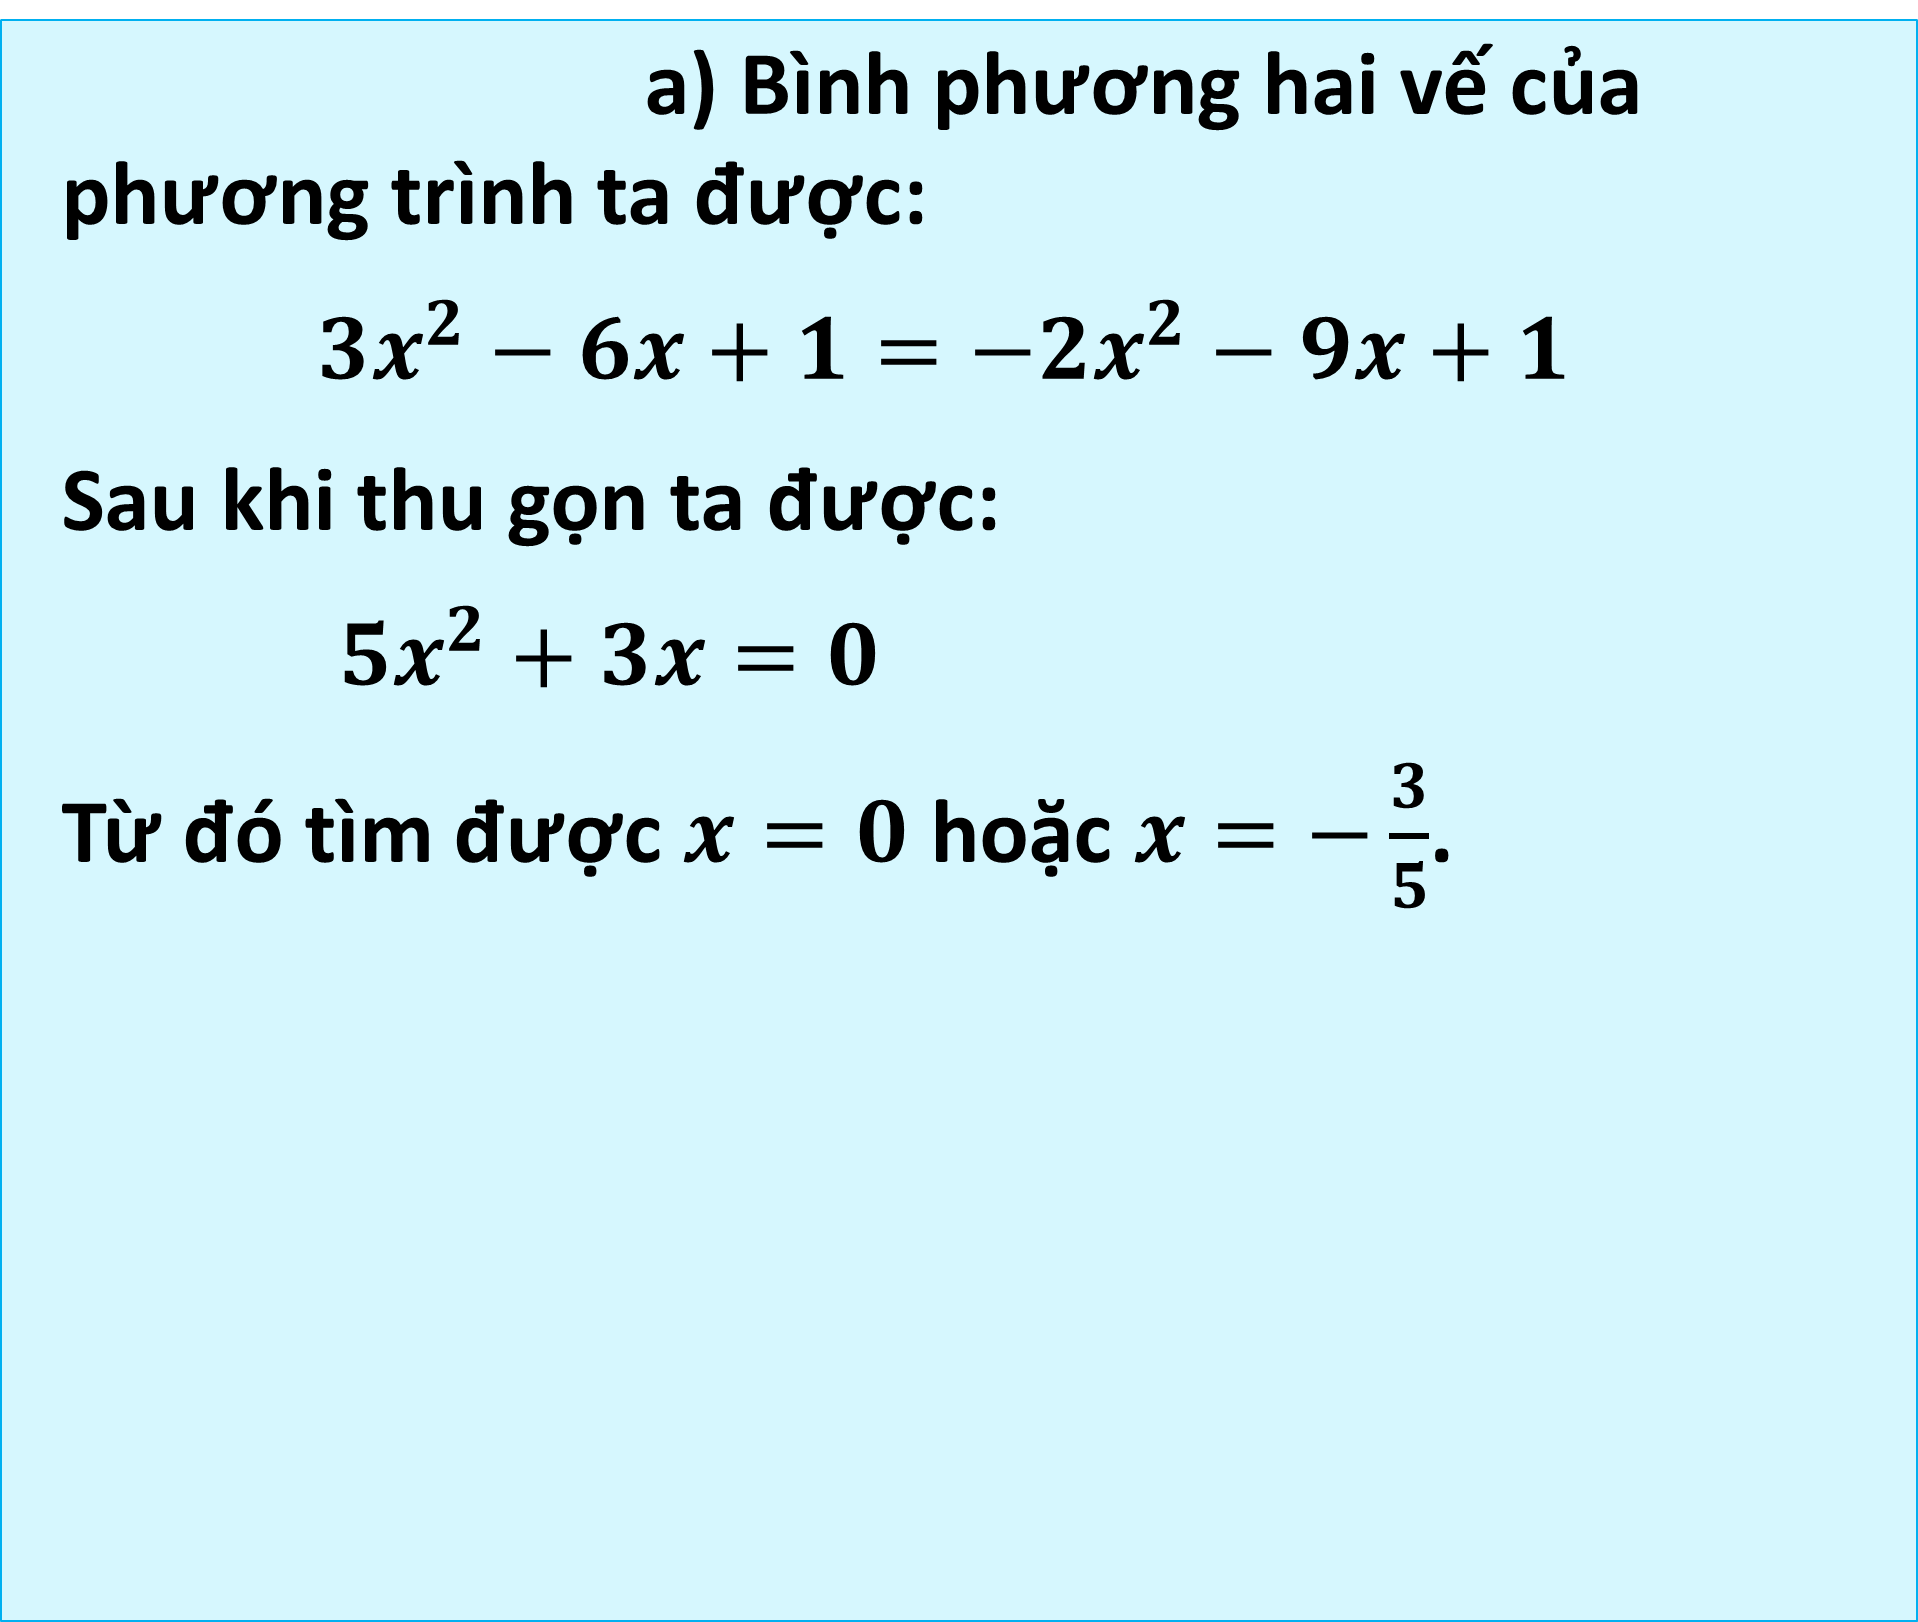 a) Bình phương hai vế của
phương trình ta được:
3x² − 6x + 1 = −2x² − 9x + 1
Sau khi thu gọn ta được:
5x² + 3x = 0
Từ đó tìm được x = 0 hoặc x = −3/5.